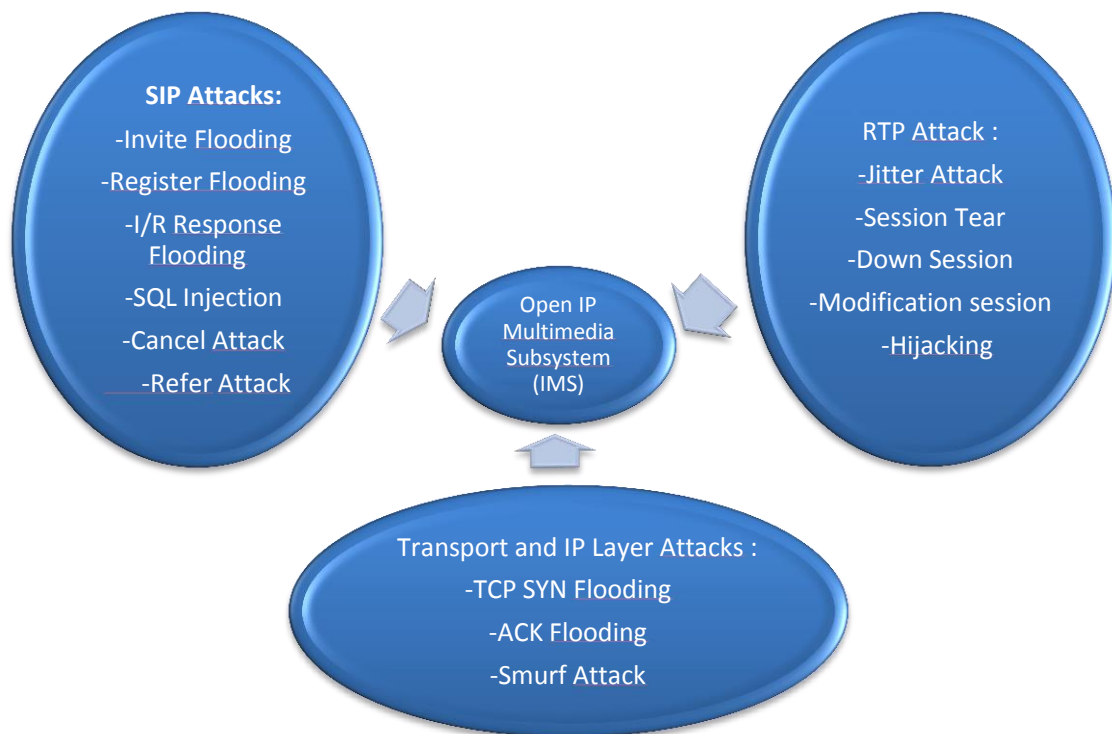 SIP Attacks:
-Invite Flooding
-Register Flooding
-I/R Response
Flooding
-SQL Injection
-Cancel Attack
-Refer Attack
RTP Attack :
-Jitter Attack
-Session Tear
-Down Session
-Modification session
-Hijacking
Open IP
Multimedia
Subsystem
(IMS)
Transport and IP Layer Attacks :
-TCP SYN Flooding
-ACK Flooding
-Smurf Attack